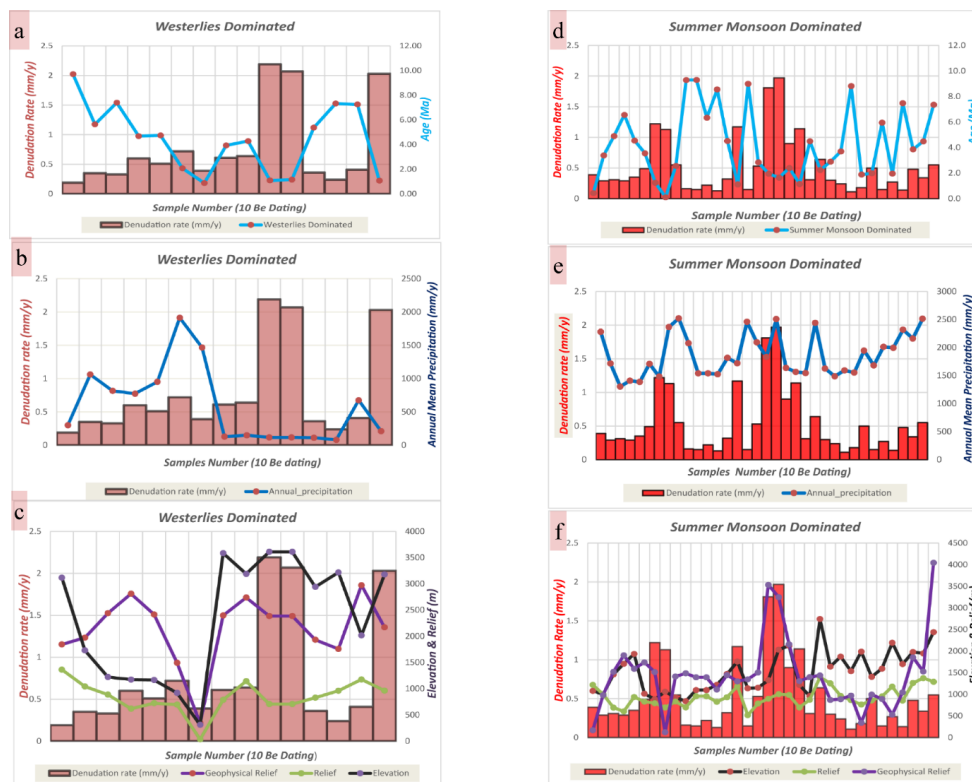 a
Westerlies Dominated
Denudation Rate (mm/y)
2.5
2
1.5
1
0.5
0
12.00
10.00
8.00
6.00
4.00
2.00
0.00
Age (Ma)
Sample Number (10 Be Dating)
Denudation rate (mm/y) Westerlies Dominated
b
Westerlies Dominated
Denudation rate (mm/y)
2.5
2
1.5
1
0.5
0
2500
2000
1500
1000
500
0
Annual Mean Precipitation (mm/y)
Samples Number (10 Be dating)
Denudation rate (mm/y) Annual_precipitation
c
Westerlies Dominated
Denudation rate (mm/y)
2.5
2
1.5
1
0.5
0
4000
3500
3000
2500
2000
1500
1000
500
0
Elevation & Relief (m)
Sample Number (10 Be Dating)
Denudation rate (mm/y) Geophysical Relief Relief Elevation
d
Summer Monsoon Dominated
Denudation Rate (mm/y)
2.5
2
1.5
1
0.5
0
12.0
10.0
8.0
6.0
4.0
2.0
0.0
Age (Ma)
Sample Number (10 Be Dating)
Denudation rate (mm/y) Summer Monsoon Dominated
e
Summer Monsoon Dominated
Denudation rate (mm/y)
2.5
2
1.5
1
0.5
0
3000
2500
2000
1500
1000
500
0
Annual Mean Precipitation (mm/y)
Samples Number (10 Be Dating)
Denudation rate (mm/y) Annual_precipitation
f
Summer Monsoon Dominated
Denudation Rate (mm/y)
2.5
2
1.5
1
0.5
0
4500
4000
3500
3000
2500
2000
1500
1000
500
0
Sample Number (10 Be Dating)
Denudation rate (mm/y) Elevation Relief Geophysical Relief